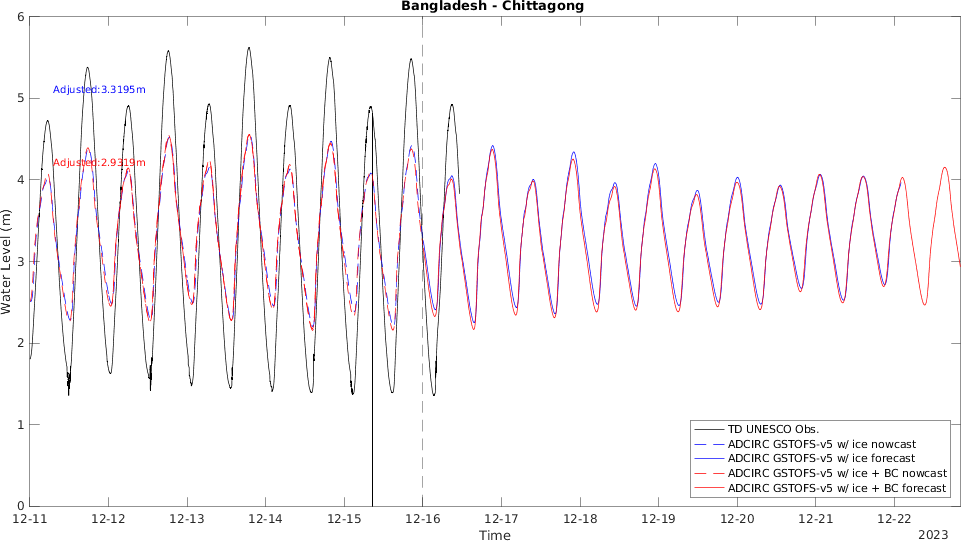 Bangladesh - Chittagong
6
5
4
3
2
1
0
Water Level (m)
Adjusted:3.3195m
Adjusted:2.9319m
TD UNESCO Obs.
ADCIRC GSTOFS-v5 w/ ice nowcast
ADCIRC GSTOFS-v5 w/ ice forecast
ADCIRC GSTOFS-v5 w/ ice + BC nowcast
ADCIRC GSTOFS-v5 w/ ice + BC forecast
12-11 12-12 12-13 12-14 12-15 12-16 12-17 12-18 12-19 12-20 12-21 12-22
Time
2023